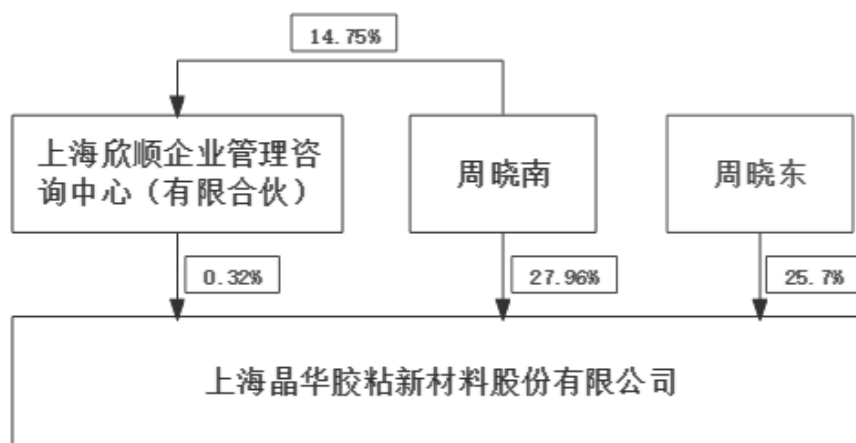 14.75%
上海欣顺企业管理咨
询中心（有限合伙）
周晓南
周晓东
0.32%
27.96%
25.7%
上海晶华胶粘新材料股份有限公司